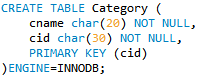 CREATE TABLE Category (
    cname char(20) NOT NULL,
    cid char(30) NOT NULL,
    PRIMARY KEY (cid)
)ENGINE=INNODB;